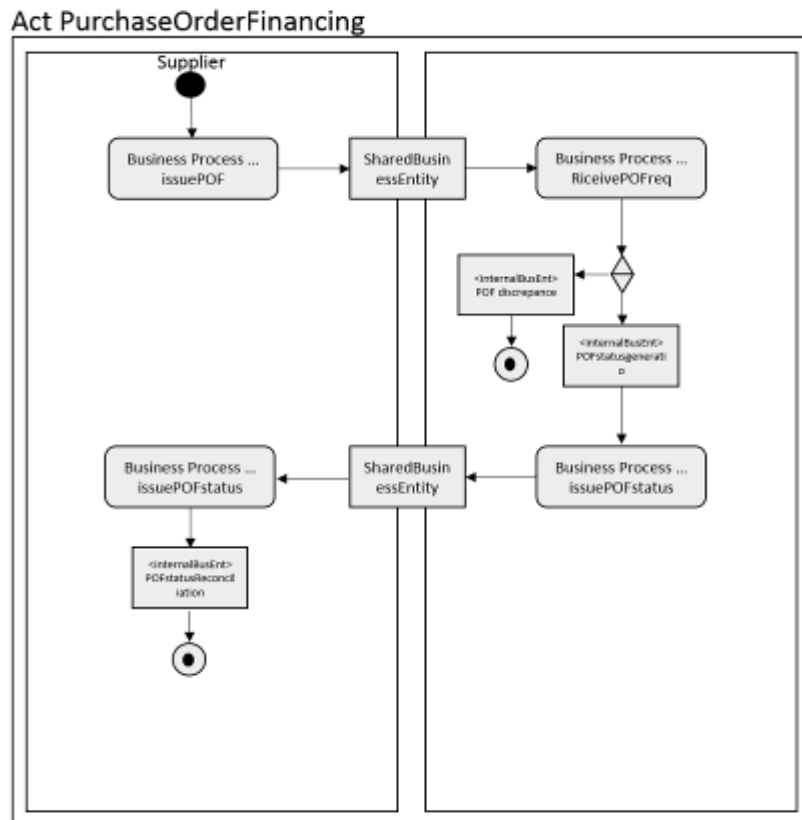 Act PurchaseOrderFinancing
Supplier
Business Process ...
issuePOF
SharedBusin
essEntity
Business Process ...
RiceivePOFreq
<internalBusEnt>
POF discrepance
<internalBusEnt>
POFstatusgenerati
o
Business Process ...
issuePOFstatus
SharedBusin
essEntity
Business Process ...
issuePOFstatus
<internalBusEnt>
POFstatusReconcil
iation